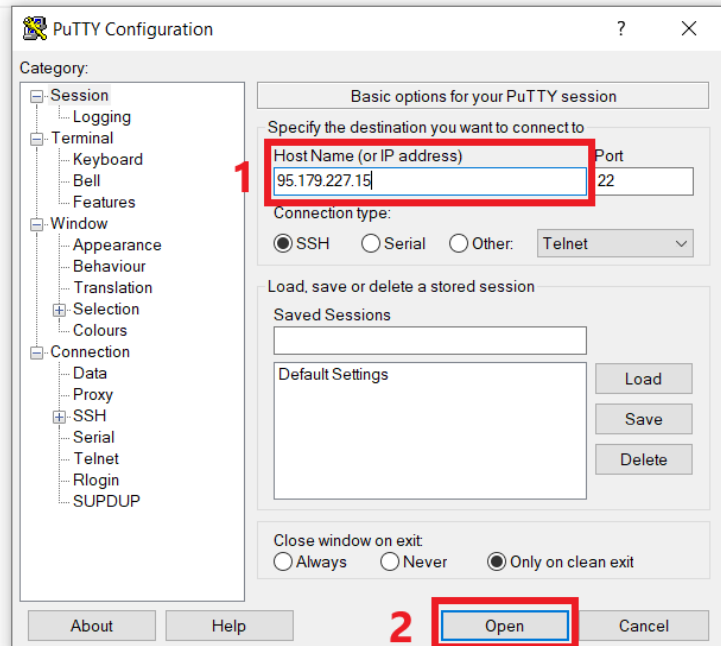 PuTTY Configuration ? ×
Category:
Session
Logging
Terminal
Keyboard
Bell
Features
Window
Appearance
Behaviour
Translation
Selection
Colours
Connection
Data
Proxy
SSH
Serial
Telnet
Rlogin
SUPDUP
Basic options for your PuTTY session
Specify the destination you want to connect to
Host Name (or IP address) Port
1 95.179.227.15 22
Connection type:
SSH Serial Other: Telnet
Load, save or delete a stored session
Saved Sessions
Default Settings
Load
Save
Delete
Close window on exit:
Always Never Only on clean exit
About Help 2 Open Cancel